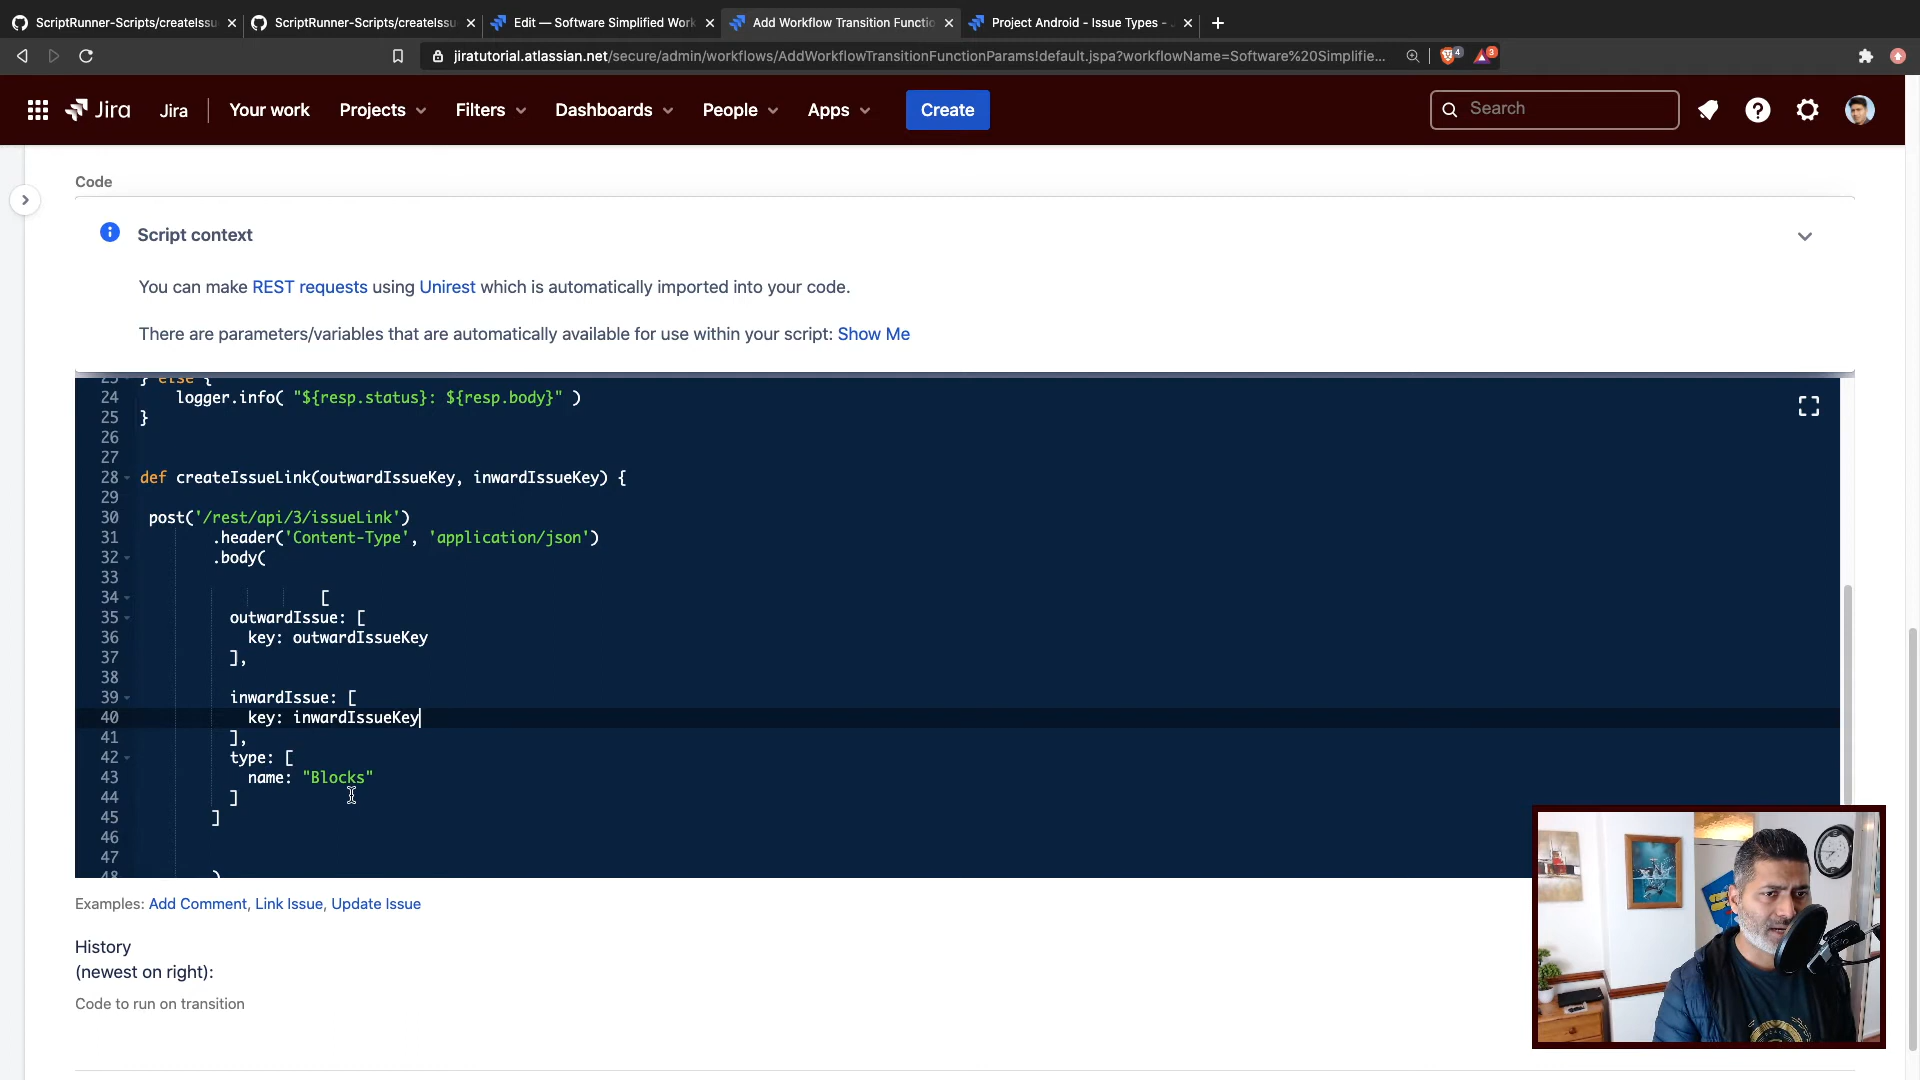 ScriptRunner-Scripts/createIssu
ScriptRunner-Scripts/createIssu
Edit — Software Simplified Work
Add Workflow Transition Functio
Project Android - Issue Types -
jiratutorial.atlassian.net/secure/admin/workflows/AddWorkflowTransitionFunctionParams!default.jspa?workflowName=Software%20Simplifie...
4
3
Jira
Jira
Your work
Projects
Filters
Dashboards
People
Apps
Create
Search
Code
Script context
You can make REST requests using Unirest which is automatically imported into your code.
There are parameters/variables that are automatically available for use within your script: Show Me
23 } else {
24 logger.info( "${resp.status}: ${resp.body}" )
25 }
26
27
28 def createIssueLink(outwardIssueKey, inwardIssueKey) {
29
30 post('/rest/api/3/issueLink')
31 .header('Content-Type', 'application/json')
32 .body(
33
34 [
35 outwardIssue: [
36 key: outwardIssueKey
37 ],
38
39 inwardIssue: [
40 key: inwardIssueKey
41 ],
42 type: [
43 name: "Blocks"
44 ]
45 ]
46
47
48 )
Examples: Add Comment, Link Issue, Update Issue
History
(newest on right):
Code to run on transition